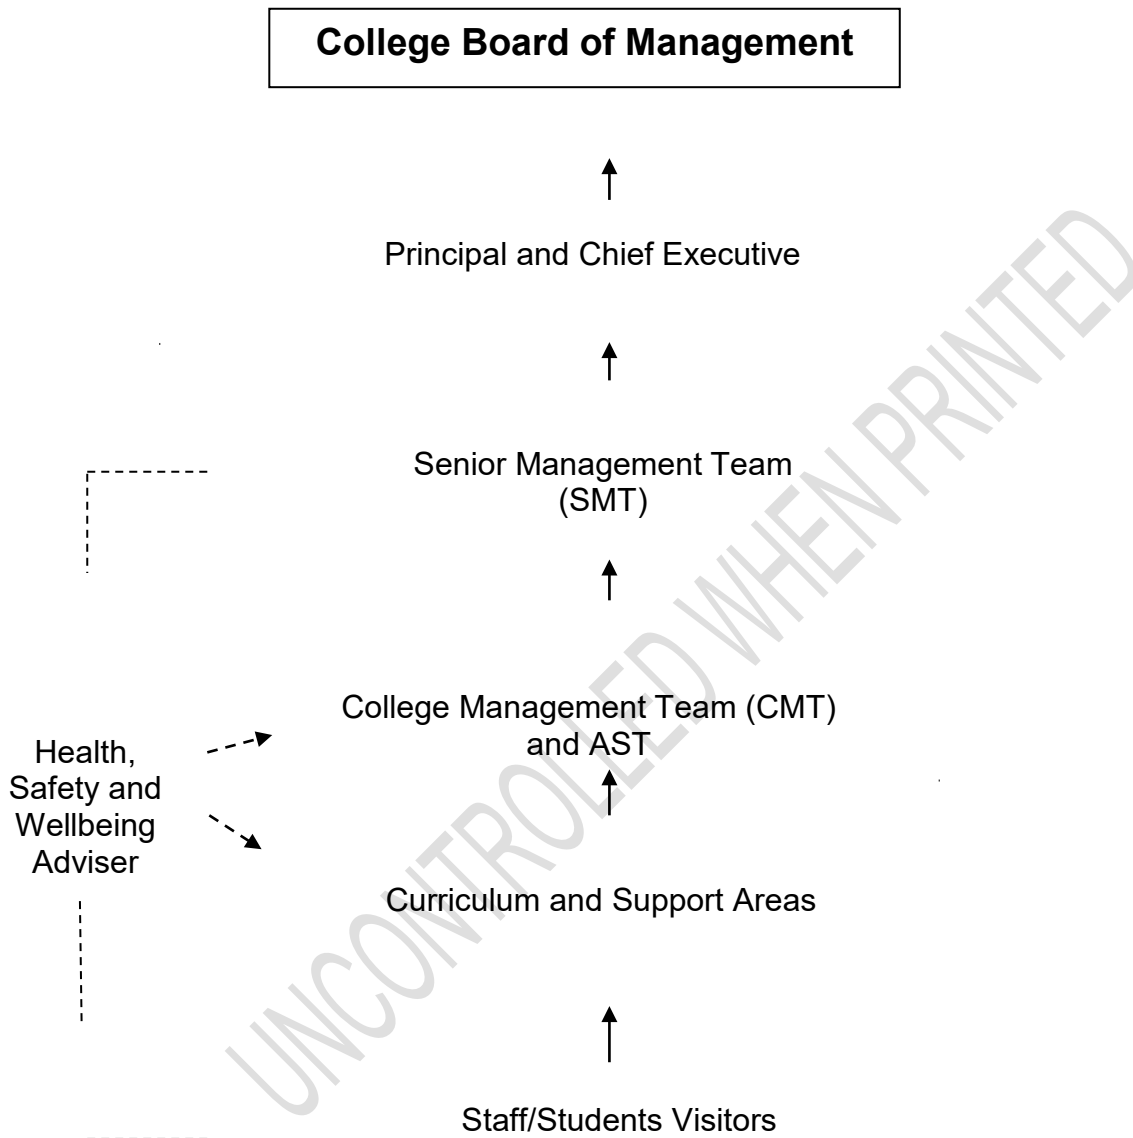 College Board of Management
Principal and Chief Executive
Senior Management Team
(SMT)
College Management Team (CMT)
and AST
Health,
Safety and
Wellbeing
Adviser
Curriculum and Support Areas
Staff/Students Visitors
UNCONTROLLED WHEN PRINTED